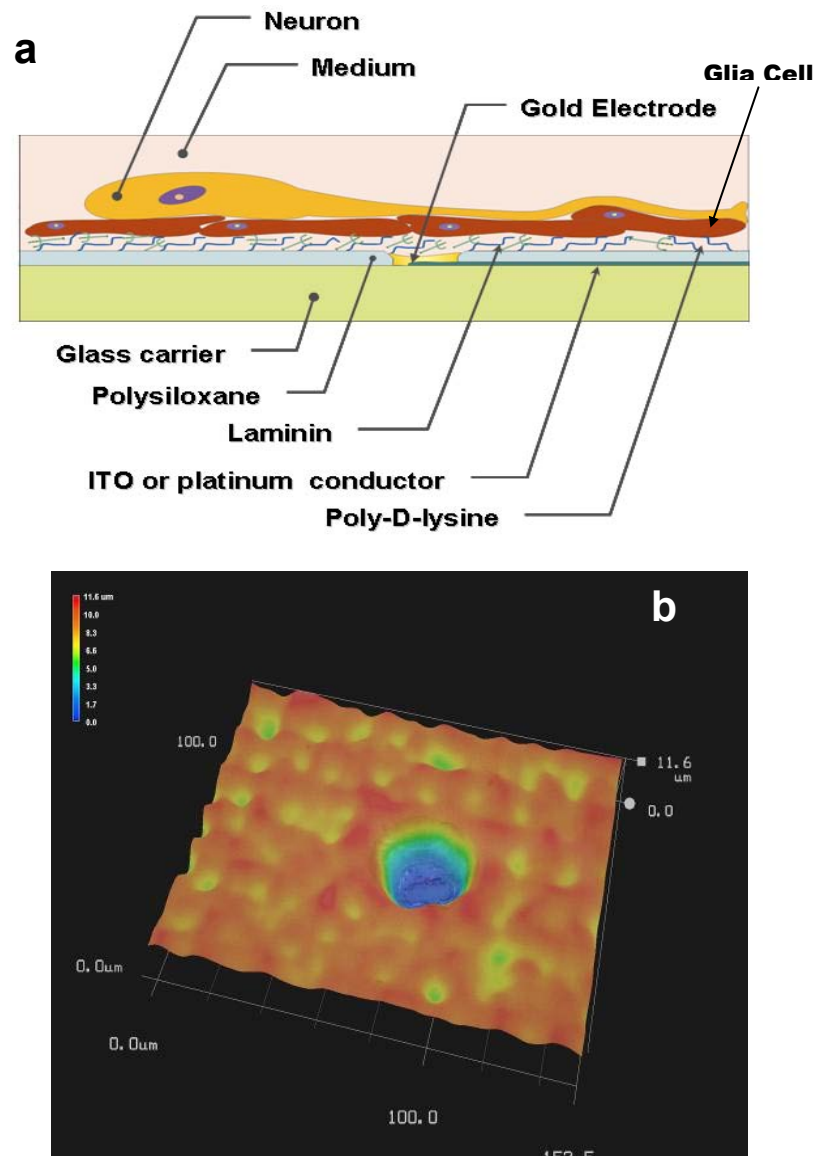 a
Neuron
Medium
Glia Cell
Gold Electrode
Glass carrier
Polysiloxane
Laminin
ITO or platinum conductor
Poly-D-lysine
b
11.6 um
10.0
8.3
6.6
5.0
3.3
1.7
0.0
100.0
11.6
um
0.0
0.0um
0.0um
100.0